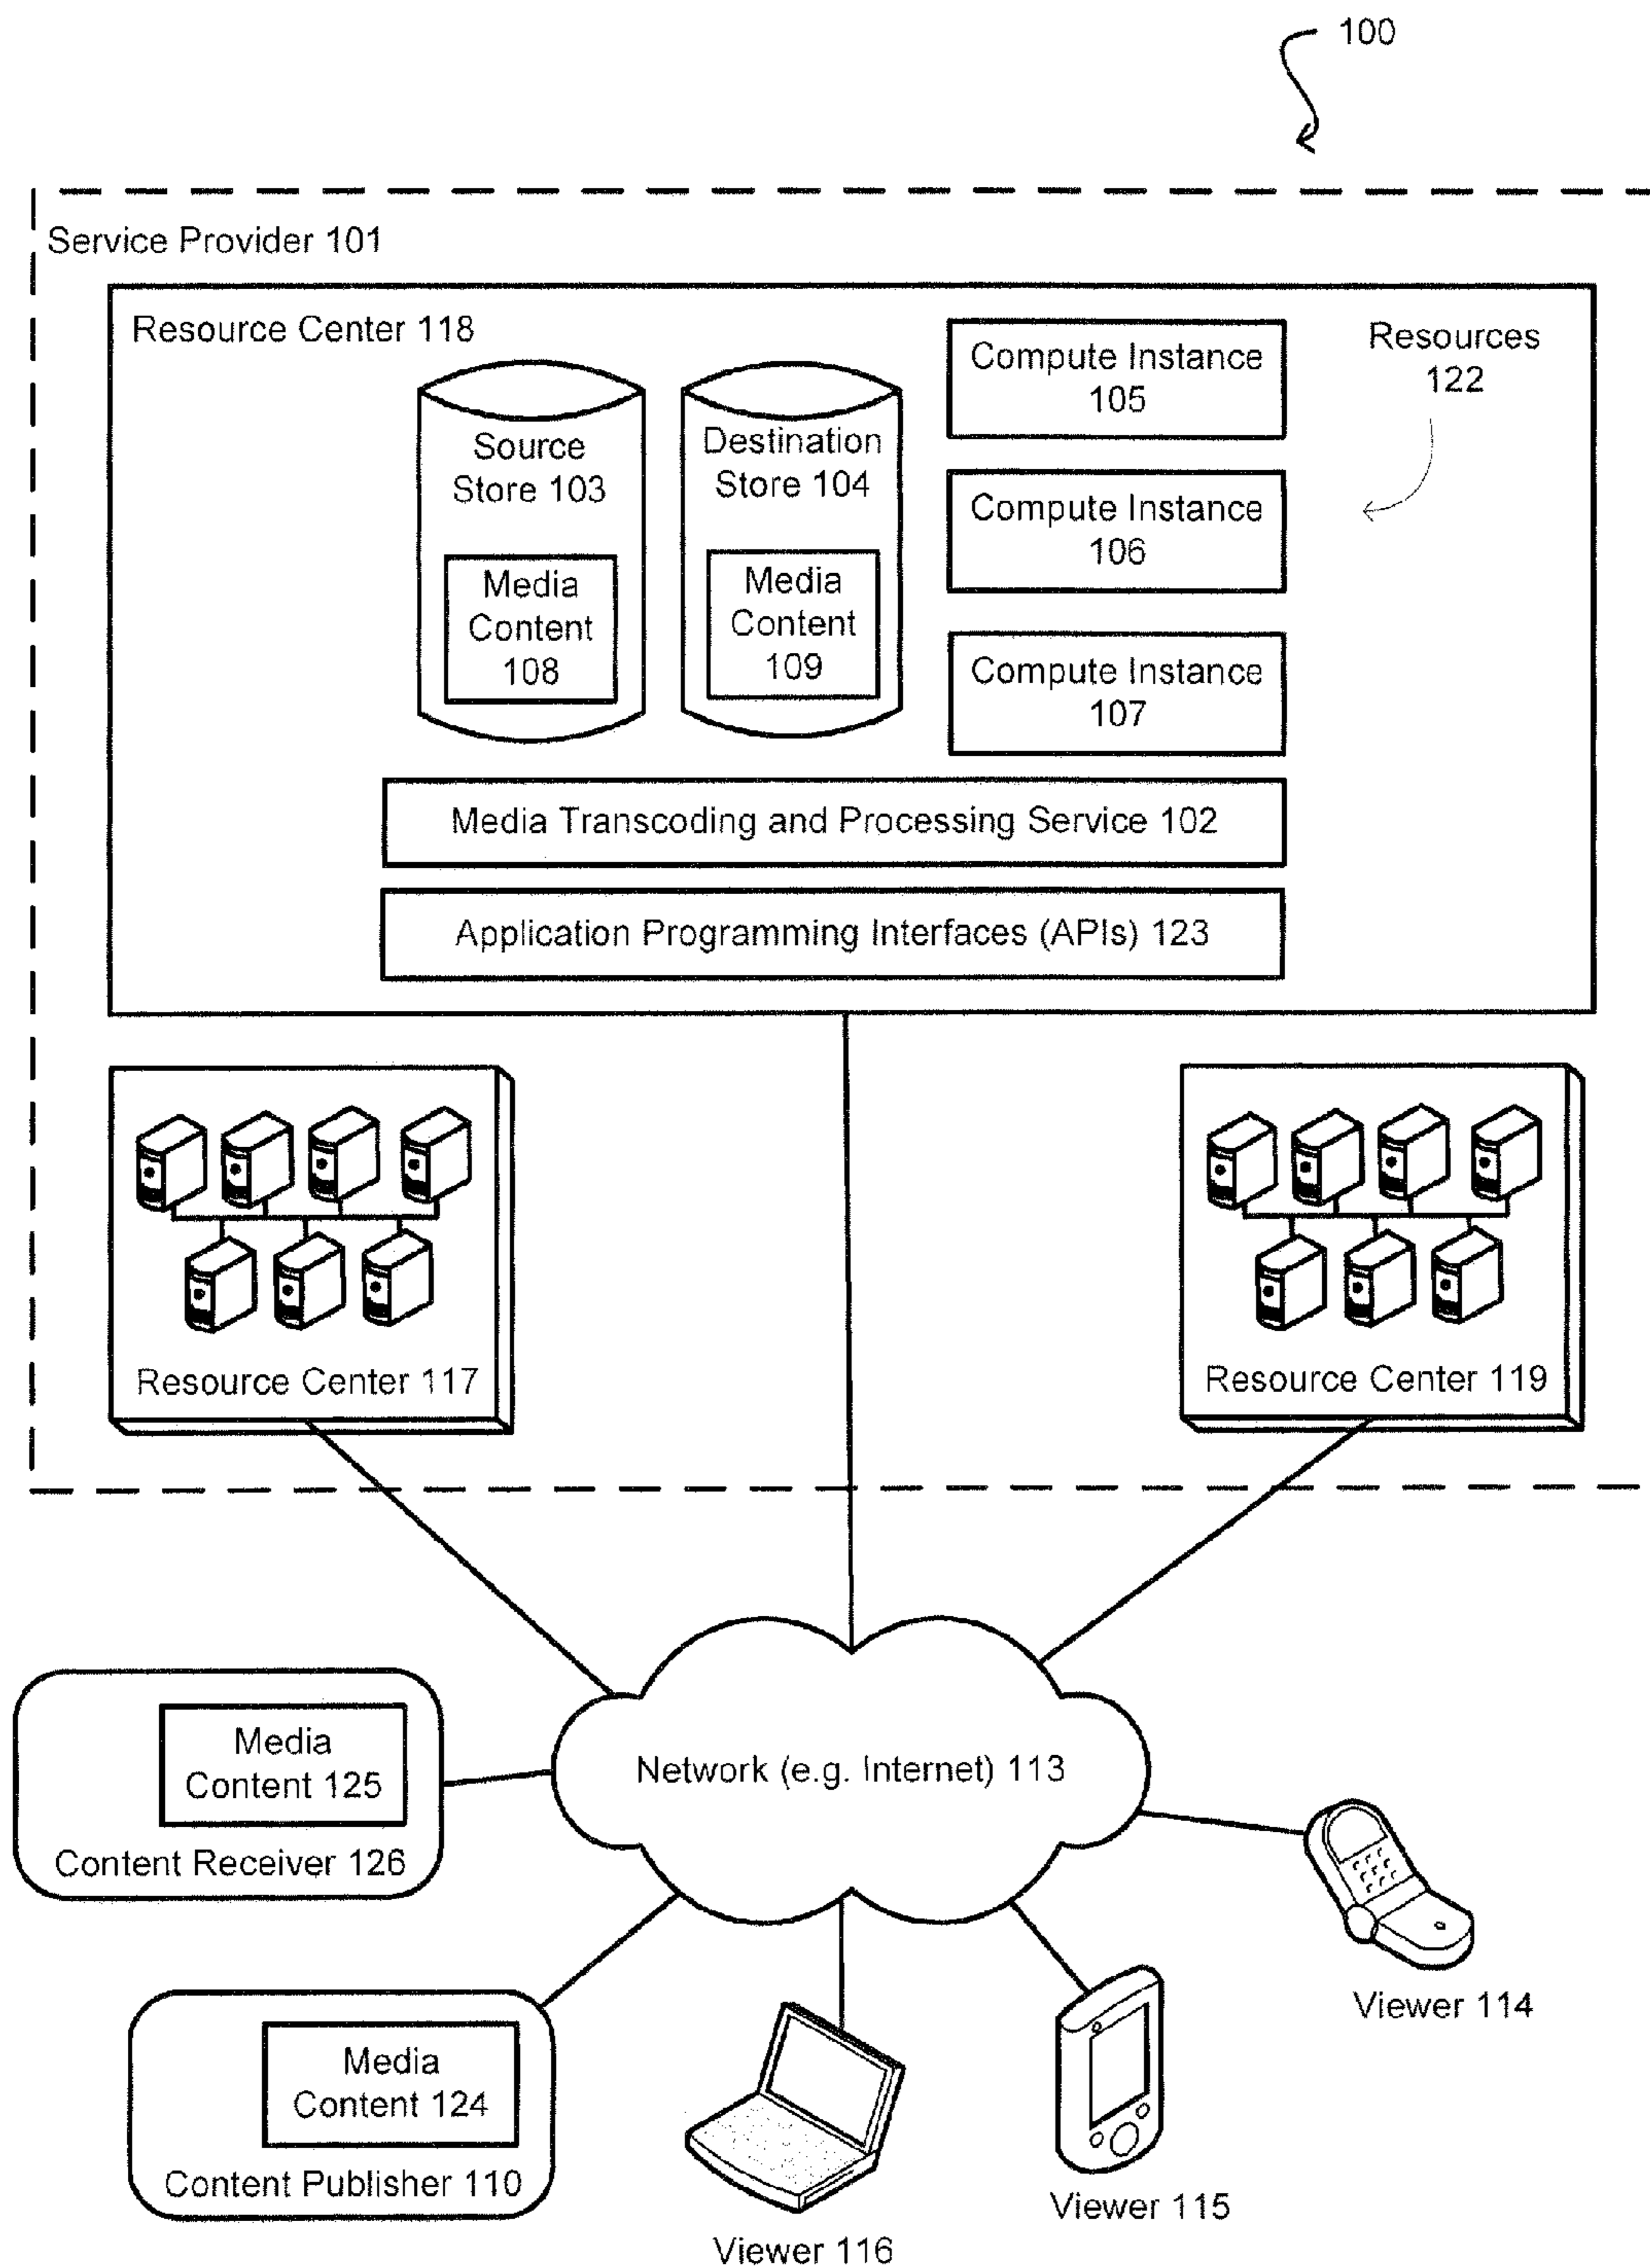 100
Service Provider 101
Resource Center 118
Source
Store 103
Media
Content
108
Destination
Store 104
Media
Content
109
Compute Instance
105
Compute Instance
106
Compute Instance
107
Resources
122
Media Transcoding and Processing Service 102
Application Programming Interfaces (APIs) 123
Resource Center 117
Resource Center 119
Network (e.g. Internet) 113
Media
Content 125
Content Receiver 126
Media
Content 124
Content Publisher 110
Viewer 116
Viewer 115
Viewer 114